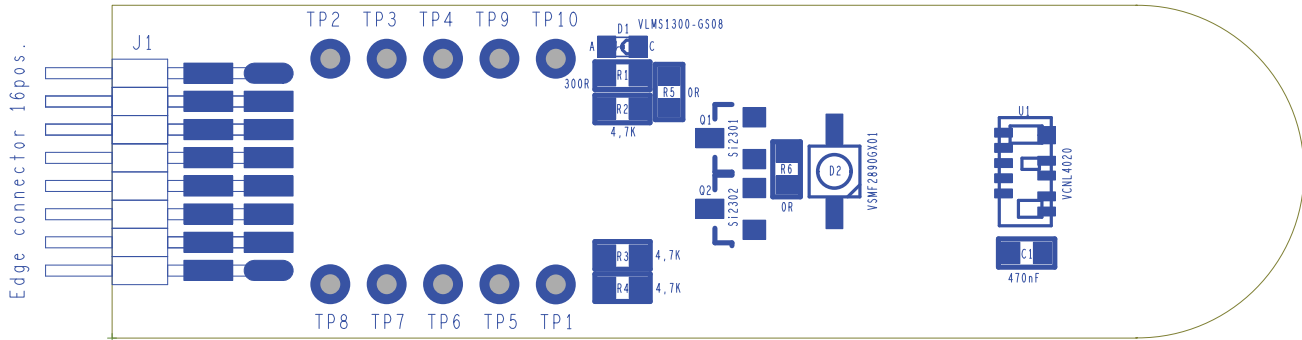 Edge connector 16pos.
J1
TP2 TP3 TP4 TP9 TP10
D1 VLMS1300-GS08
A C
300R R1
R5 0R
R2
4,7K
Q1
Si2301
Q2
Si2302
R6
0R
D2
VSMF2890GX01
U1
VCNL4020
C1
470nF
R3 4,7K
R4 4,7K
TP8 TP7 TP6 TP5 TP1